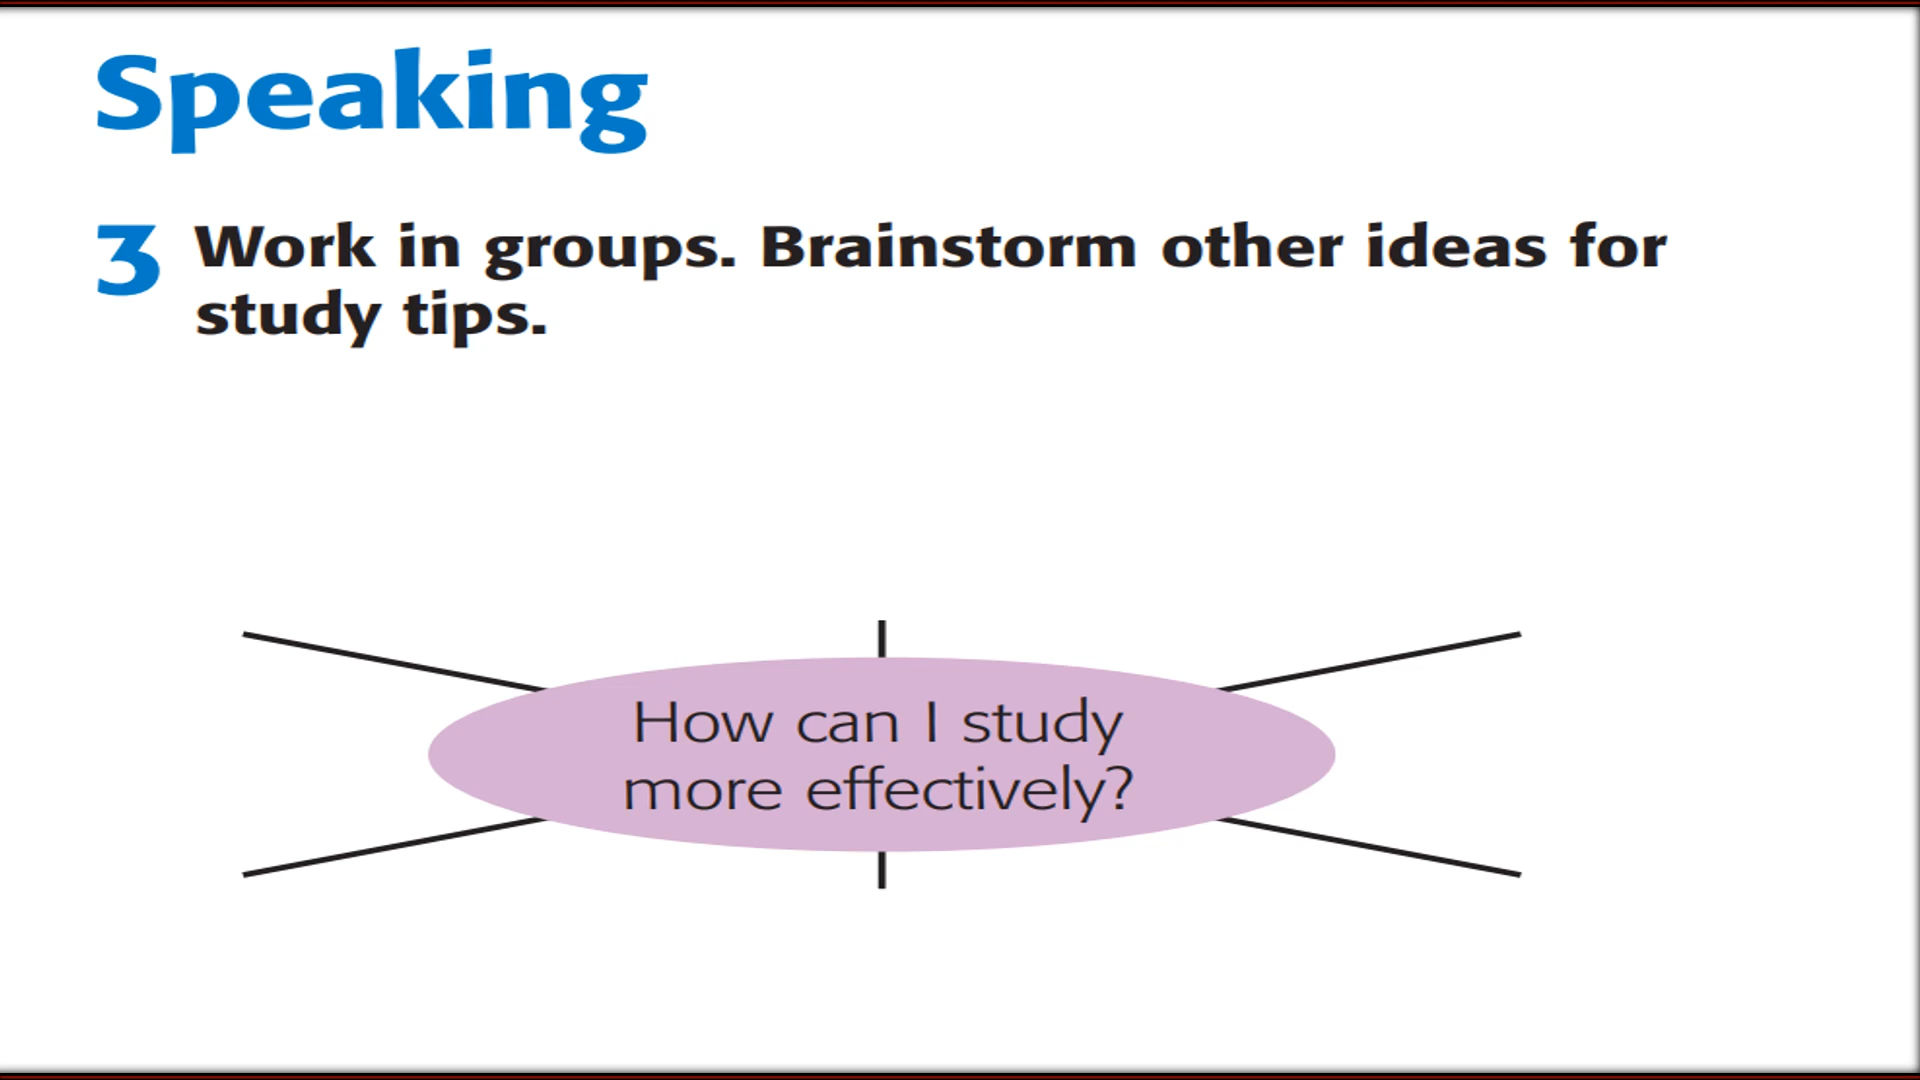 Speaking
3 Work in groups. Brainstorm other ideas for
study tips.
How can I study
more effectively?